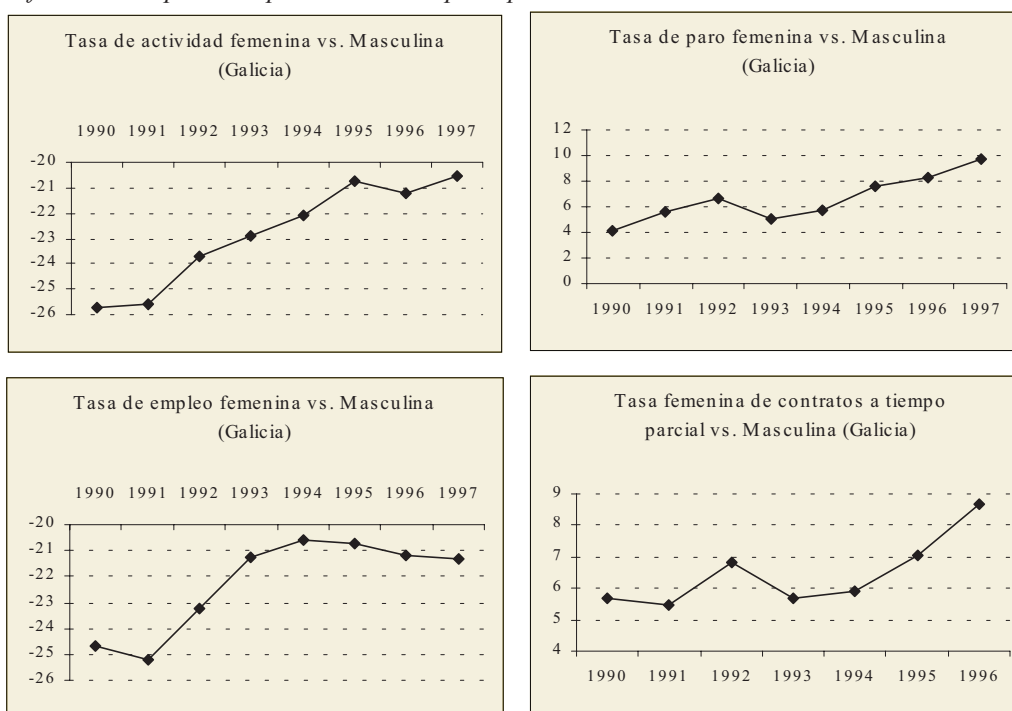 Tasa de actividad femenina vs. Masculina
(Galicia)
1990 1991 1992 1993 1994 1995 1996 1997
-20
-21
-22
-23
-24
-25
-26
Tasa de paro femenina vs. Masculina
(Galicia)
12
10
8
6
4
2
0
1990 1991 1992 1993 1994 1995 1996 1997
Tasa de empleo femenina vs. Masculina
(Galicia)
1990 1991 1992 1993 1994 1995 1996 1997
-20
-21
-22
-23
-24
-25
-26
Tasa femenina de contratos a tiempo
parcial vs. Masculina (Galicia)
9
8
7
6
5
4
1990 1991 1992 1993 1994 1995 1996